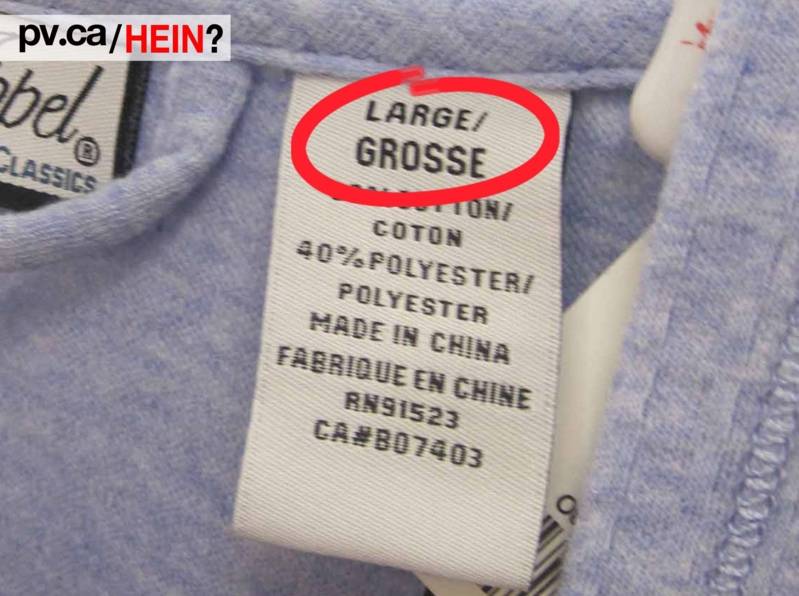 pv.ca/HEIN?
CLASSICS
LARGE/
GROSSE
COTON
40% POLYESTER/
POLYESTER
MADE IN CHINA
FABRIQUE EN CHINE
RN91523
CA#B07403